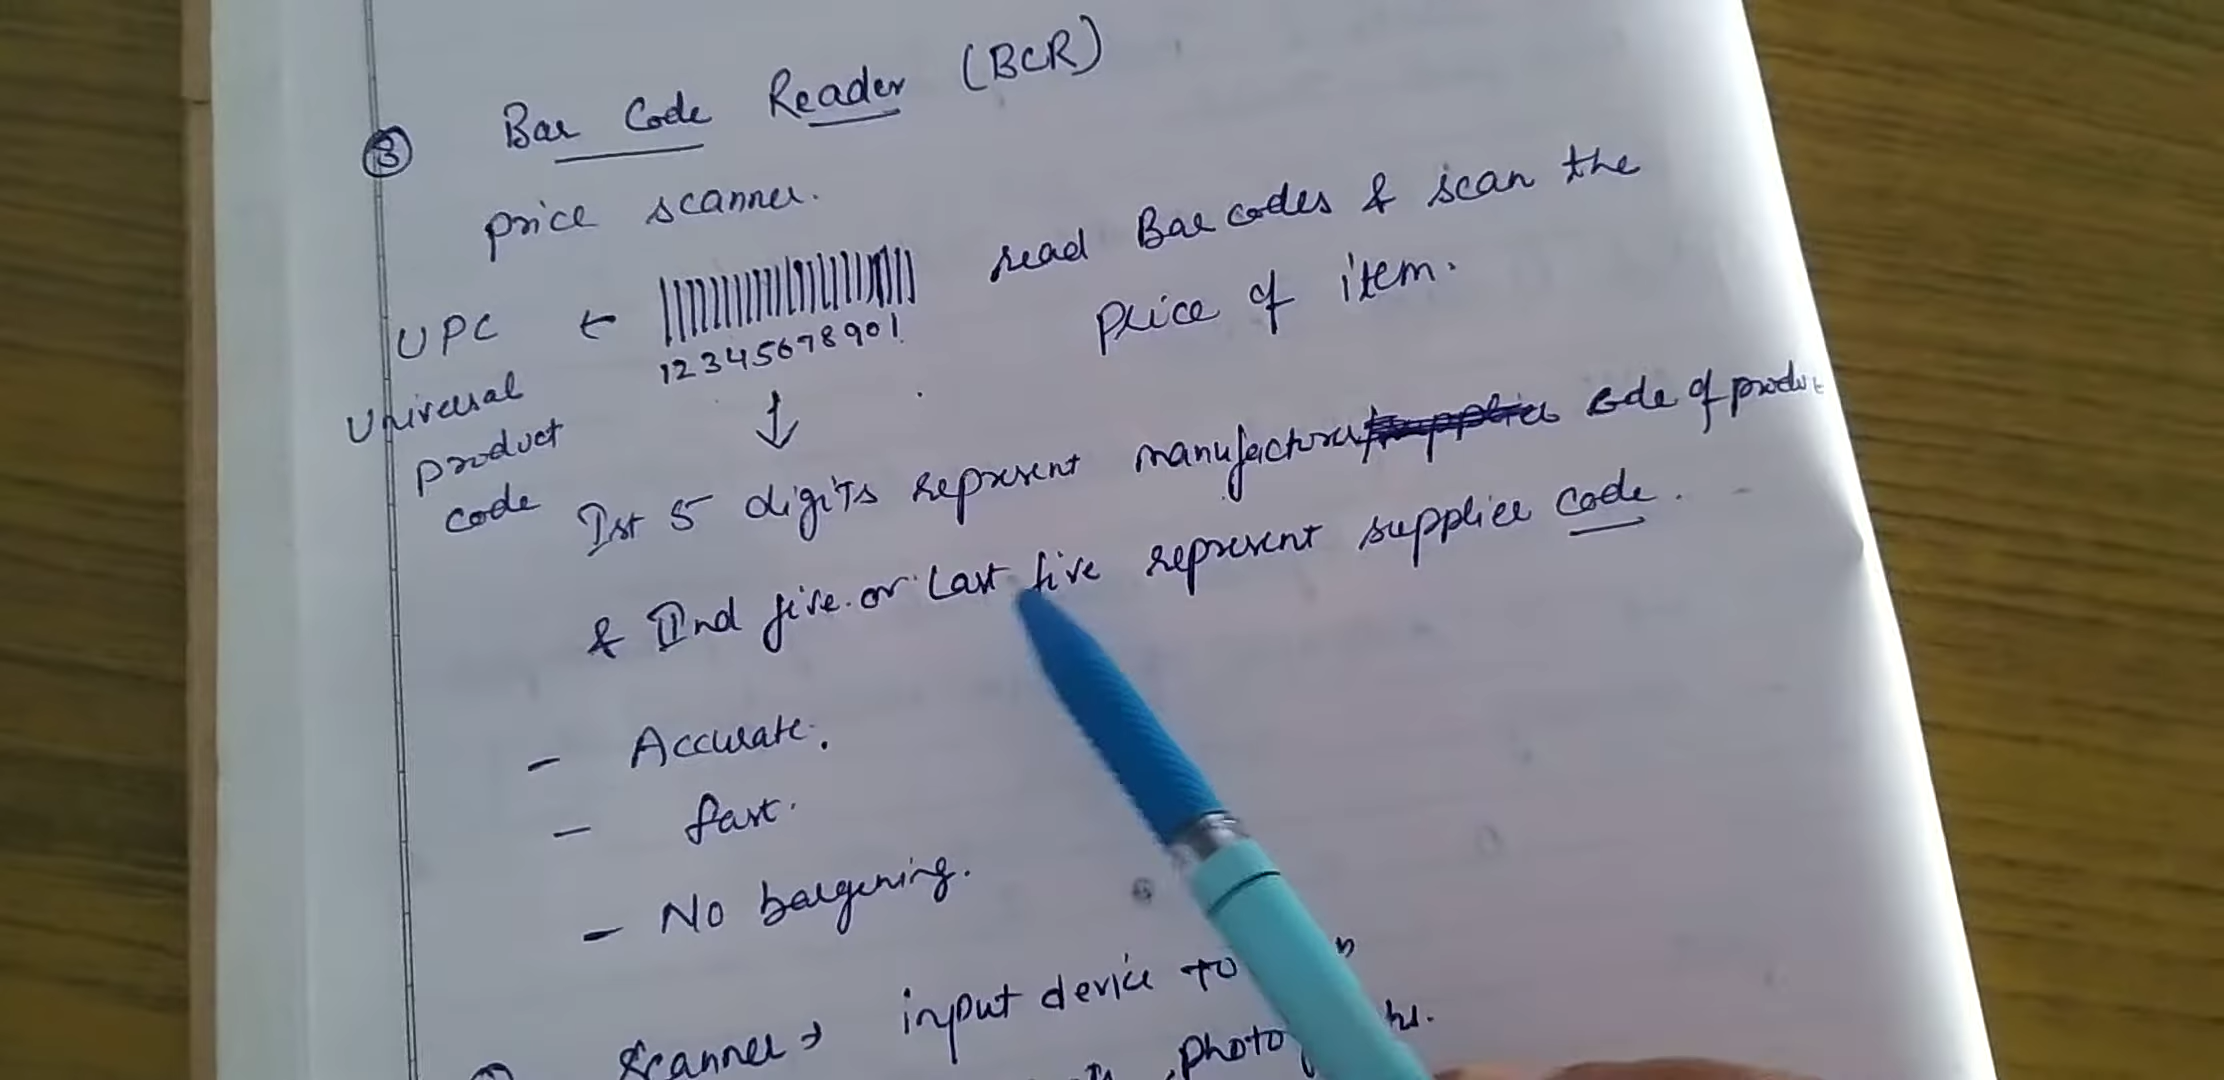 3 Bar Code Reader (BCR)
price scanner.
read Bar codes & scan the
price of item.
UPC ←
12345678901
Universal
product
code
Ist 5 digits represent manufacturer code of product
& IInd five or Last five represent supplier code.
- Accurate.
- fast.
- No bargening.
Scanner → input device to